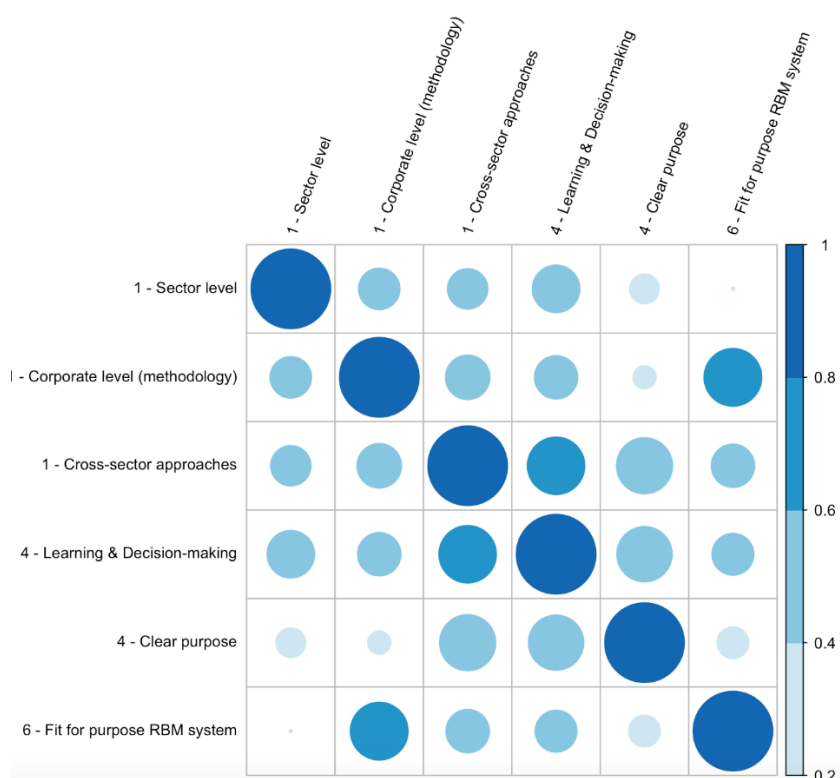 1 - Sector level
1 - Corporate level (methodology)
1 - Cross-sector approaches
4 - Learning & Decision-making
4 - Clear purpose
6 - Fit for purpose RBM system
1 - Sector level
l - Corporate level (methodology)
1 - Cross-sector approaches
4 - Learning & Decision-making
4 - Clear purpose
6 - Fit for purpose RBM system
1
0.8
0.6
0.4
0.2